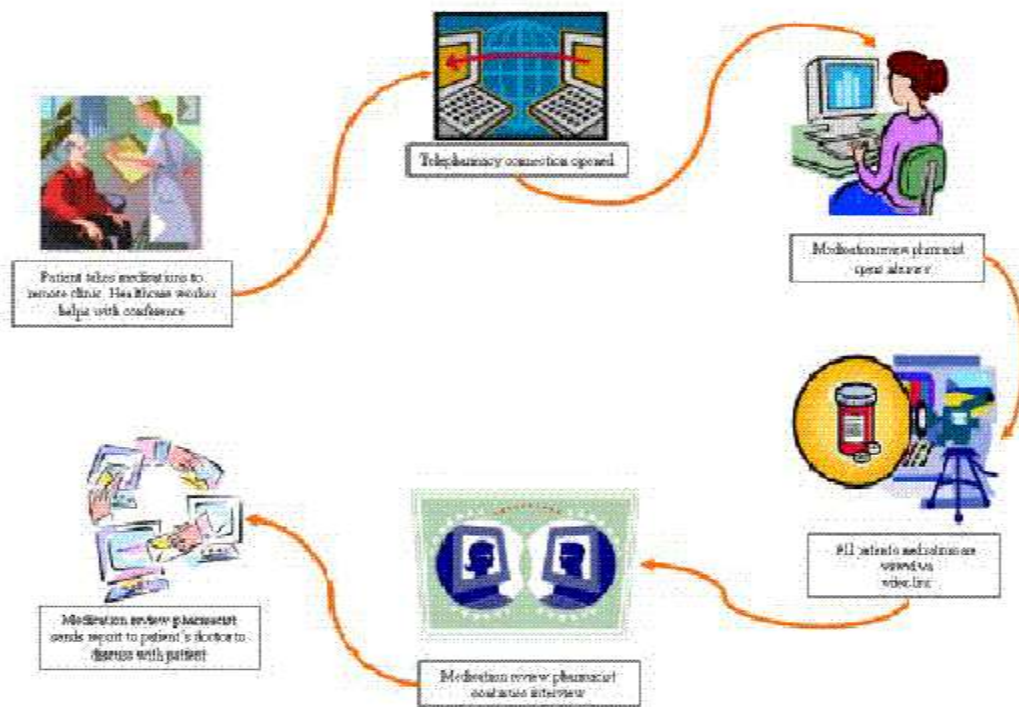 Patient takes medications to
remote clinic. Healthcare worker
helps with conference
Telepharmacy connection opened
Medication review pharmacist
opens
All patients medications are
viewed via
video link
Medication review pharmacist
interview
Medication review pharmacist
sends report to patient's doctor to
discuss with patient